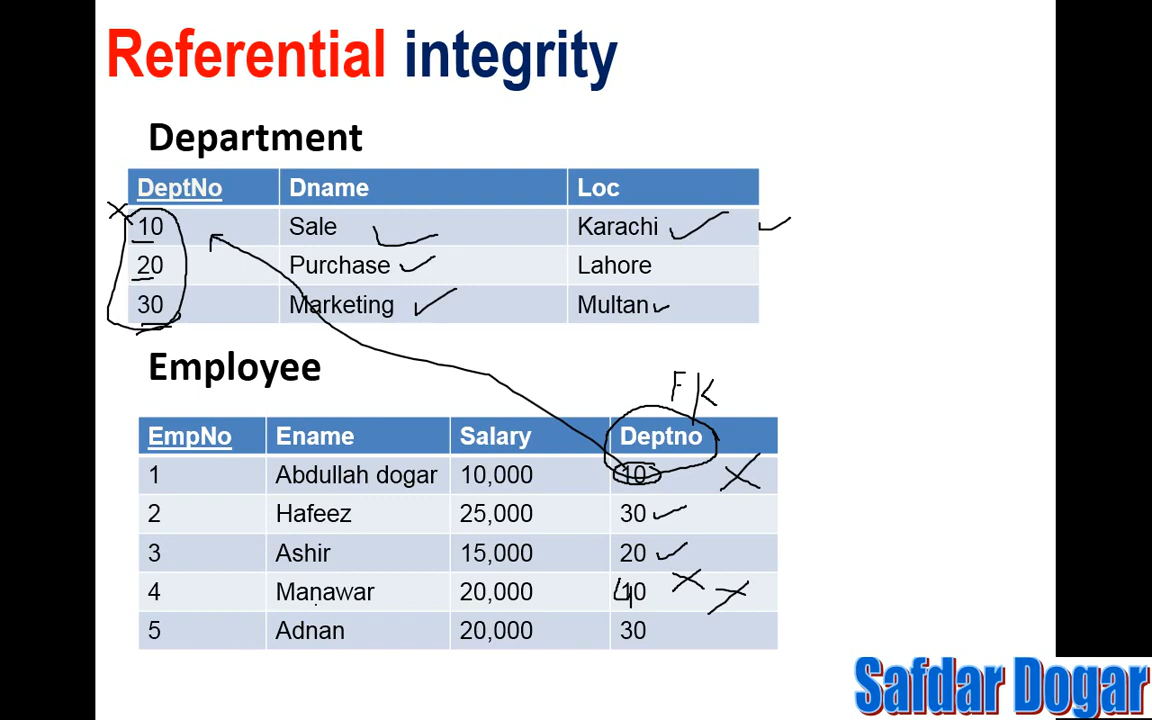 Referential integrity
Department
DeptNo Dname Loc
10 Sale Karachi
20 Purchase Lahore
30 Marketing Multan
Employee
FK
EmpNo Ename Salary Deptno
1 Abdullah dogar 10,000 10
2 Hafeez 25,000 30
3 Ashir 15,000 20
4 Manawar 20,000 10
5 Adnan 20,000 30
Safdar Dogar